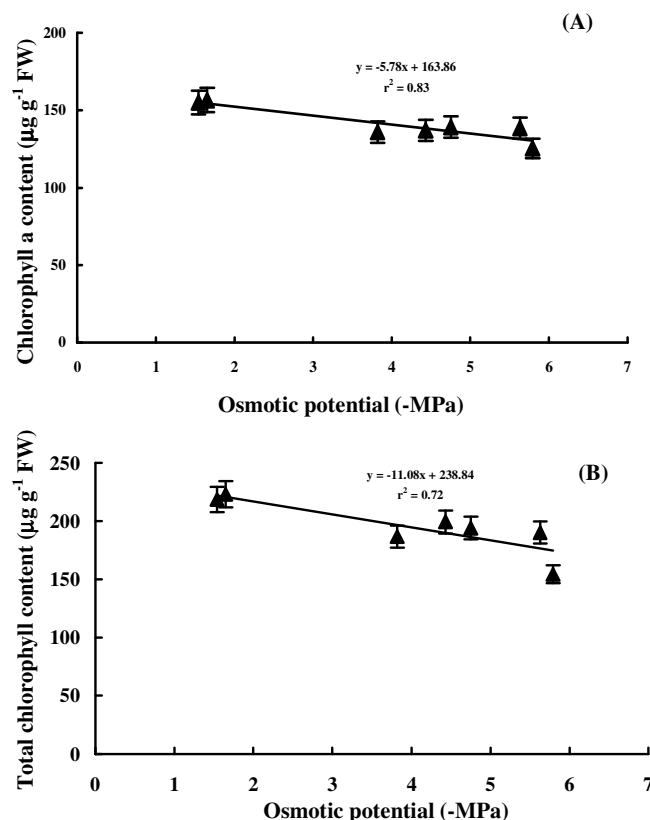 (A)
y = -5.78x + 163.86
r² = 0.83
Chlorophyll a content (µg g⁻¹ FW)
200
150
100
50
0
0 1 2 3 4 5 6 7
Osmotic potential (-MPa)
(B)
y = -11.08x + 238.84
r² = 0.72
Total chlorophyll content (µg g⁻¹ FW)
250
200
150
100
50
0
0 1 2 3 4 5 6 7
Osmotic potential (-MPa)